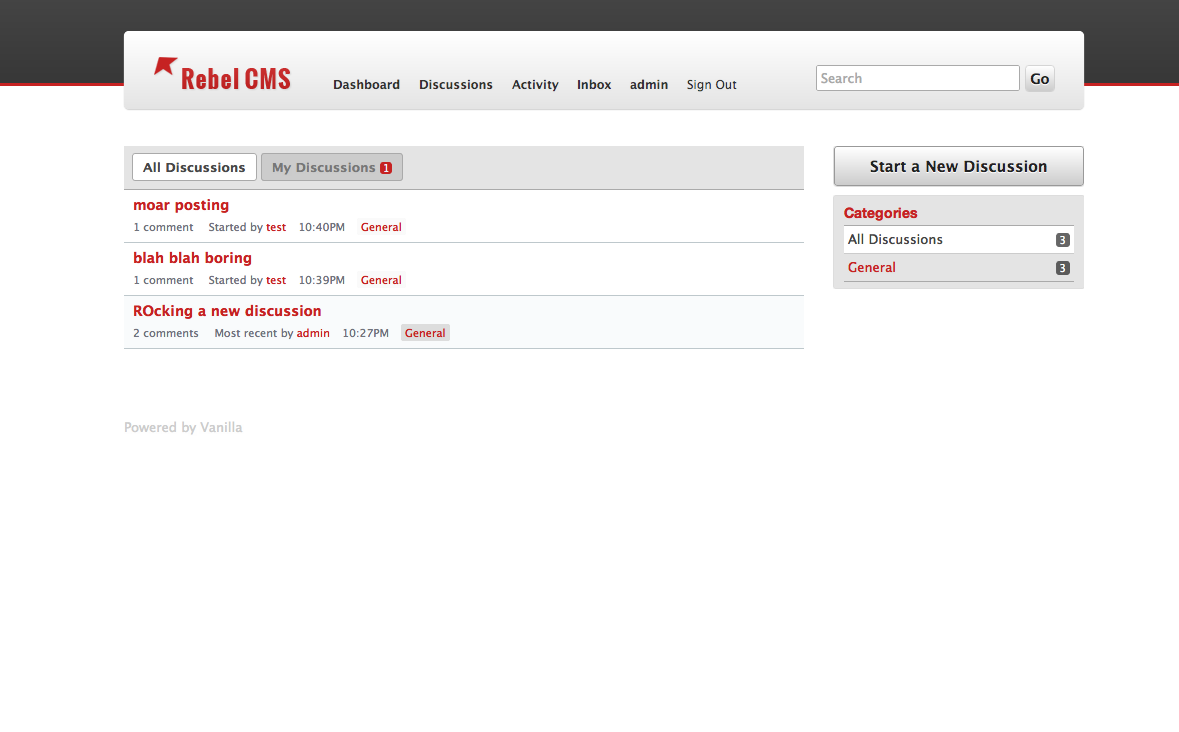 Rebel CMS
Dashboard Discussions Activity Inbox admin Sign Out
Search Go
All Discussions My Discussions 1
moar posting
1 comment Started by test 10:40PM General
blah blah boring
1 comment Started by test 10:39PM General
ROcking a new discussion
2 comments Most recent by admin 10:27PM General
Start a New Discussion
Categories
All Discussions 3
General 3
Powered by Vanilla